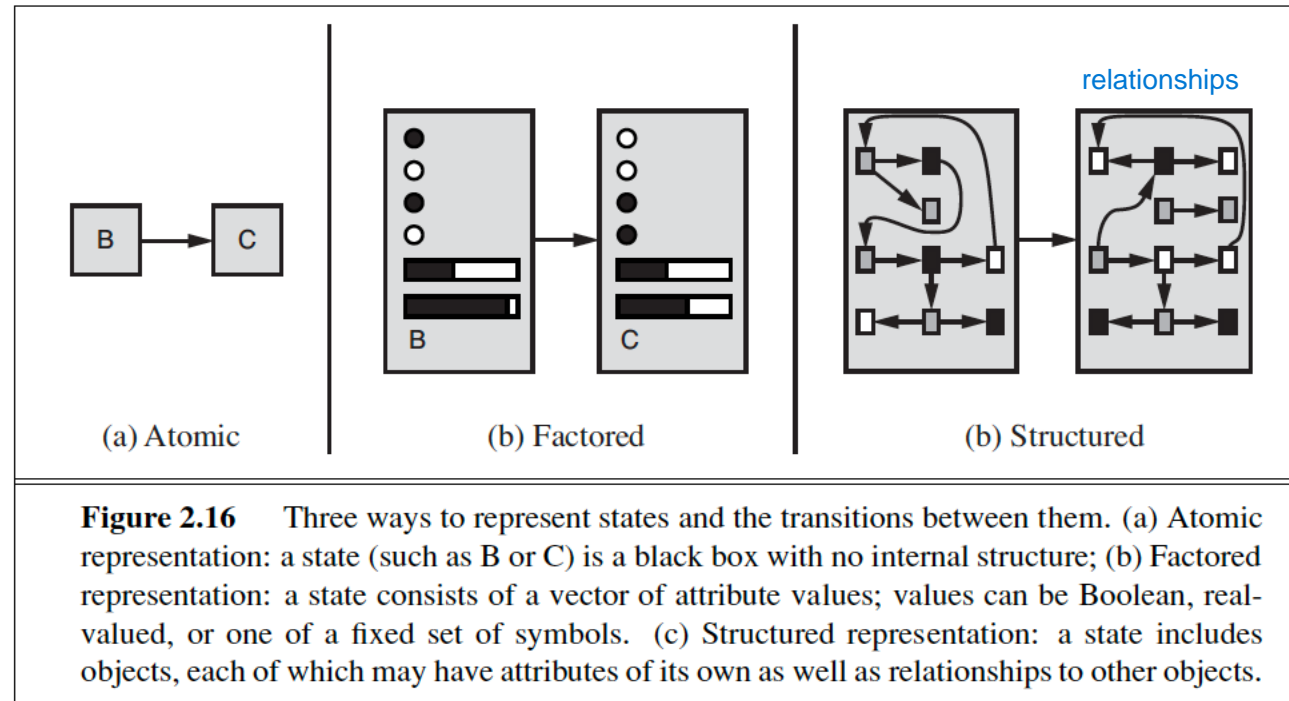 relationships
B
C
B
C
(a) Atomic
(b) Factored
(b) Structured
Figure 2.16 Three ways to represent states and the transitions between them. (a) Atomic
representation: a state (such as B or C) is a black box with no internal structure; (b) Factored
representation: a state consists of a vector of attribute values; values can be Boolean, real-
valued, or one of a fixed set of symbols. (c) Structured representation: a state includes
objects, each of which may have attributes of its own as well as relationships to other objects.